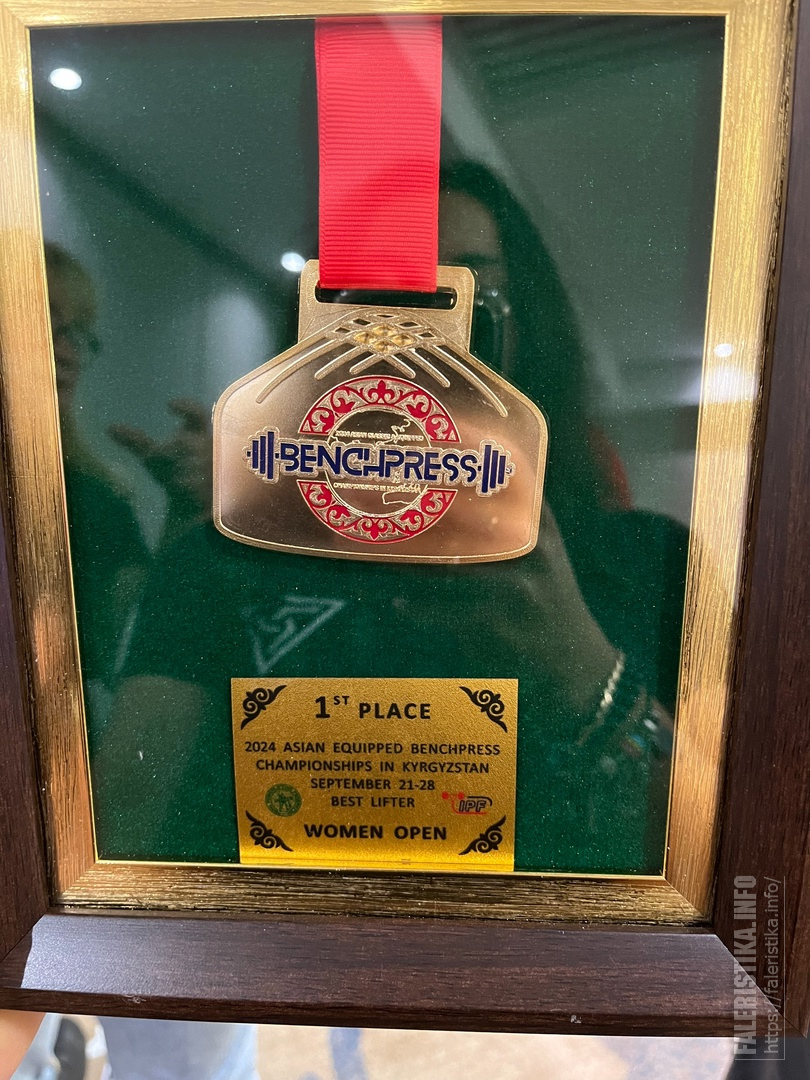 BENCHPRESS
1ST PLACE
2024 ASIAN EQUIPPED BENCHPRESS
CHAMPIONSHIPS IN KYRGYZSTAN
SEPTEMBER 21-28
BEST LIFTER
IPF
WOMEN OPEN
FALERISTIKA.INFO
https://faleristika.info/